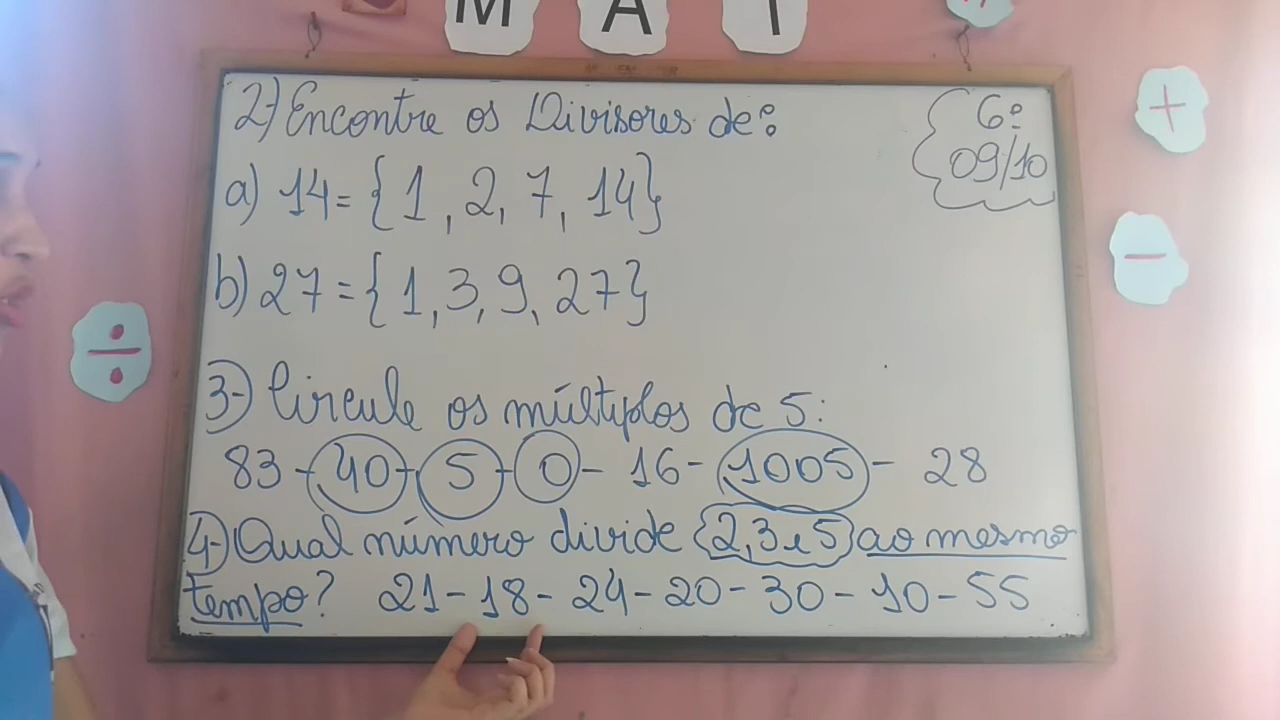 MAT
2-) Encontre os Divisores de:
6º
09/10
a) 14 = {1, 2, 7, 14}
b) 27 = {1, 3, 9, 27}
3-) Circule os múltiplos de 5:
83 - 40 - 5 - 0 - 16 - 1005 - 28
4-) Qual número divide {2, 3 e 5} ao mesmo
tempo? 21 - 18 - 24 - 20 - 30 - 10 - 55
+
-
÷